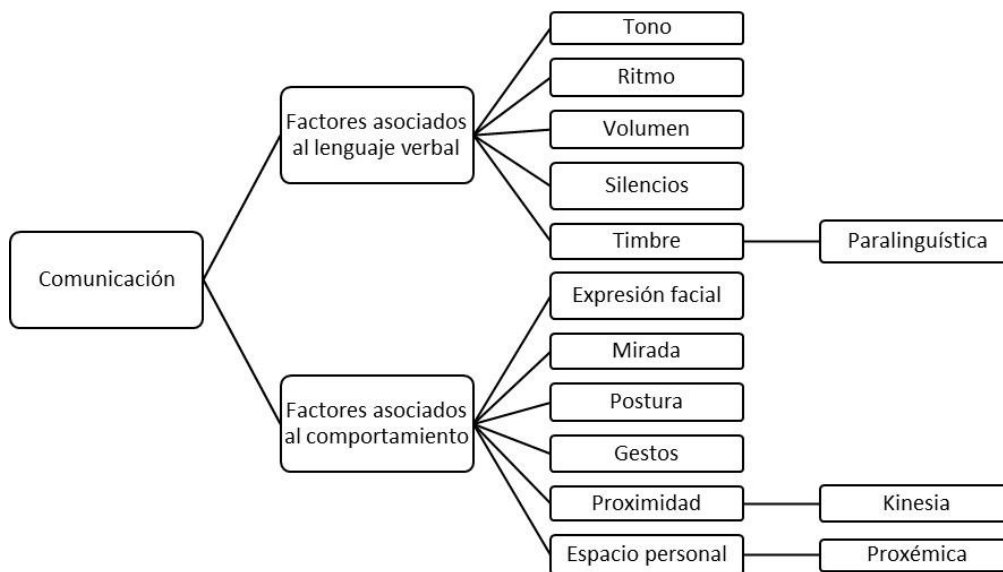 Comunicación
Factores asociados
al lenguaje verbal
Tono
Ritmo
Volumen
Silencios
Timbre
Paralinguística
Factores asociados
al comportamiento
Expresión facial
Mirada
Postura
Gestos
Proximidad
Kinesia
Espacio personal
Proxémica